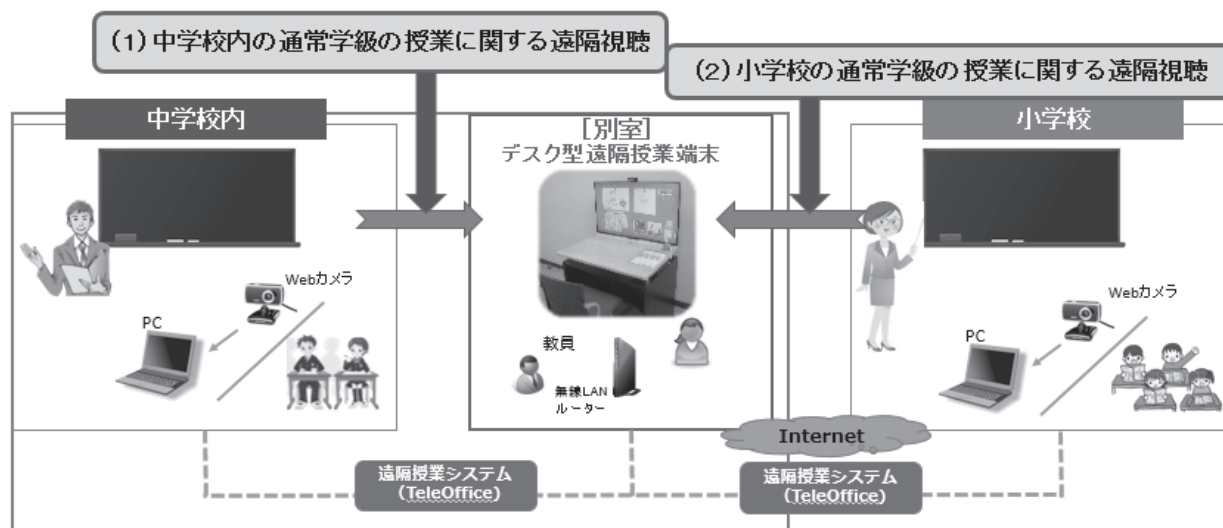 (1)中学校内の通常学級の授業に関する遠隔視聴
(2)小学校の通常学級の授業に関する遠隔視聴
中学校内
[別室]
デスク型遠隔授業端末
小学校
Webカメラ
PC
教員
無線LAN
ルーター
Webカメラ
PC
Internet
遠隔授業システム
(TeleOffice)
遠隔授業システム
(TeleOffice)